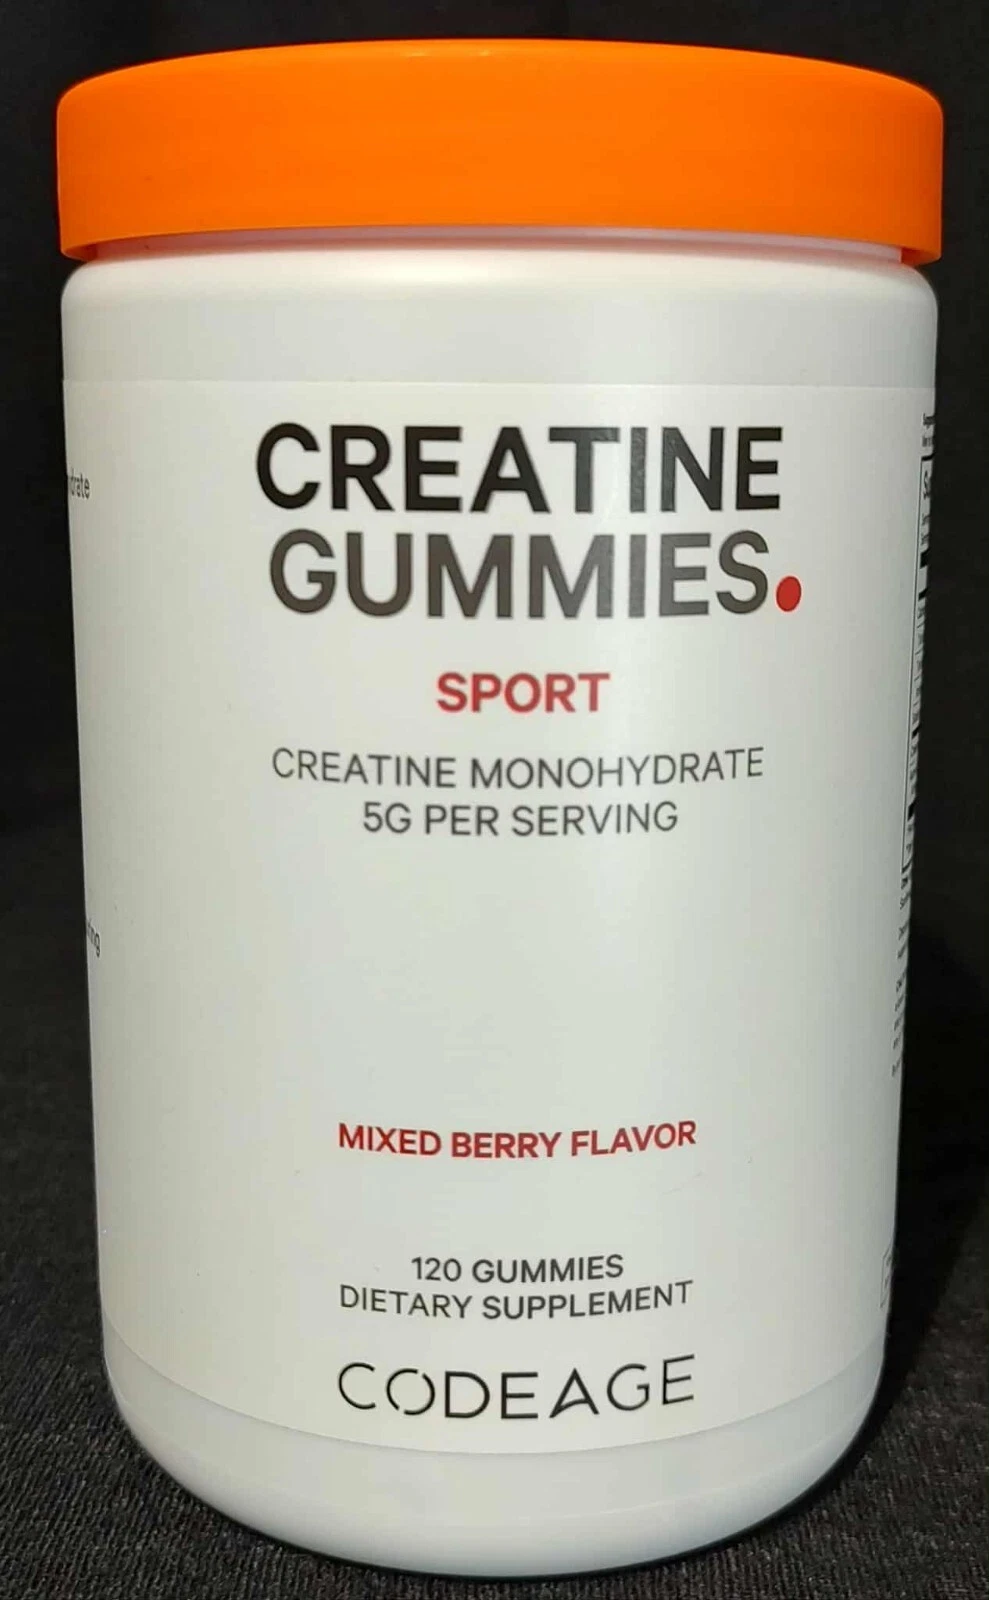 CREATINE
GUMMIES.
SPORT
CREATINE MONOHYDRATE
5G PER SERVING
MIXED BERRY FLAVOR
120 GUMMIES
DIETARY SUPPLEMENT
CODEAGE